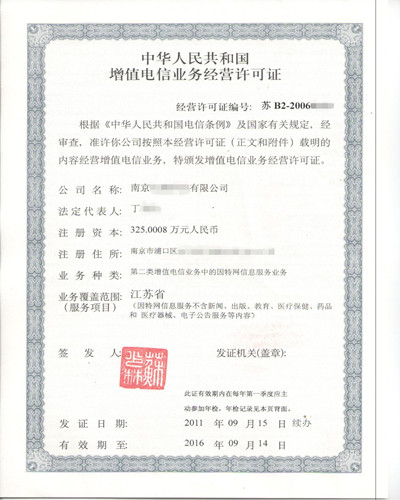 中华人民共和国
增值电信业务经营许可证
经营许可证编号: 苏 B2-2006
根据《中华人民共和国电信条例》及国家有关规定, 经
审查, 准许你公司按照本经营许可证（正文和附件）载明的
内容经营增值电信业务, 特颁发增值电信业务经营许可证。
公司名称: 南京 有限公司
法定代表人: 丁
注册资本: 325.0008 万元人民币
注册住所: 南京市浦口区
业务种类: 第二类增值电信业务中的因特网信息服务业务
业务覆盖范围: 江苏省
（服务项目） （因特网信息服务不含新闻、出版、教育、医疗保健、药品
和 医疗器械、电子公告服务等内容）
签发人: 发证机关(盖章):
此证有效期内在每年第一季度应主
动参加年检, 年检记录见本页背面。
发证日期: 2011 年 09 月 15 日 续办
有效期至: 2016 年 09 月 14 日